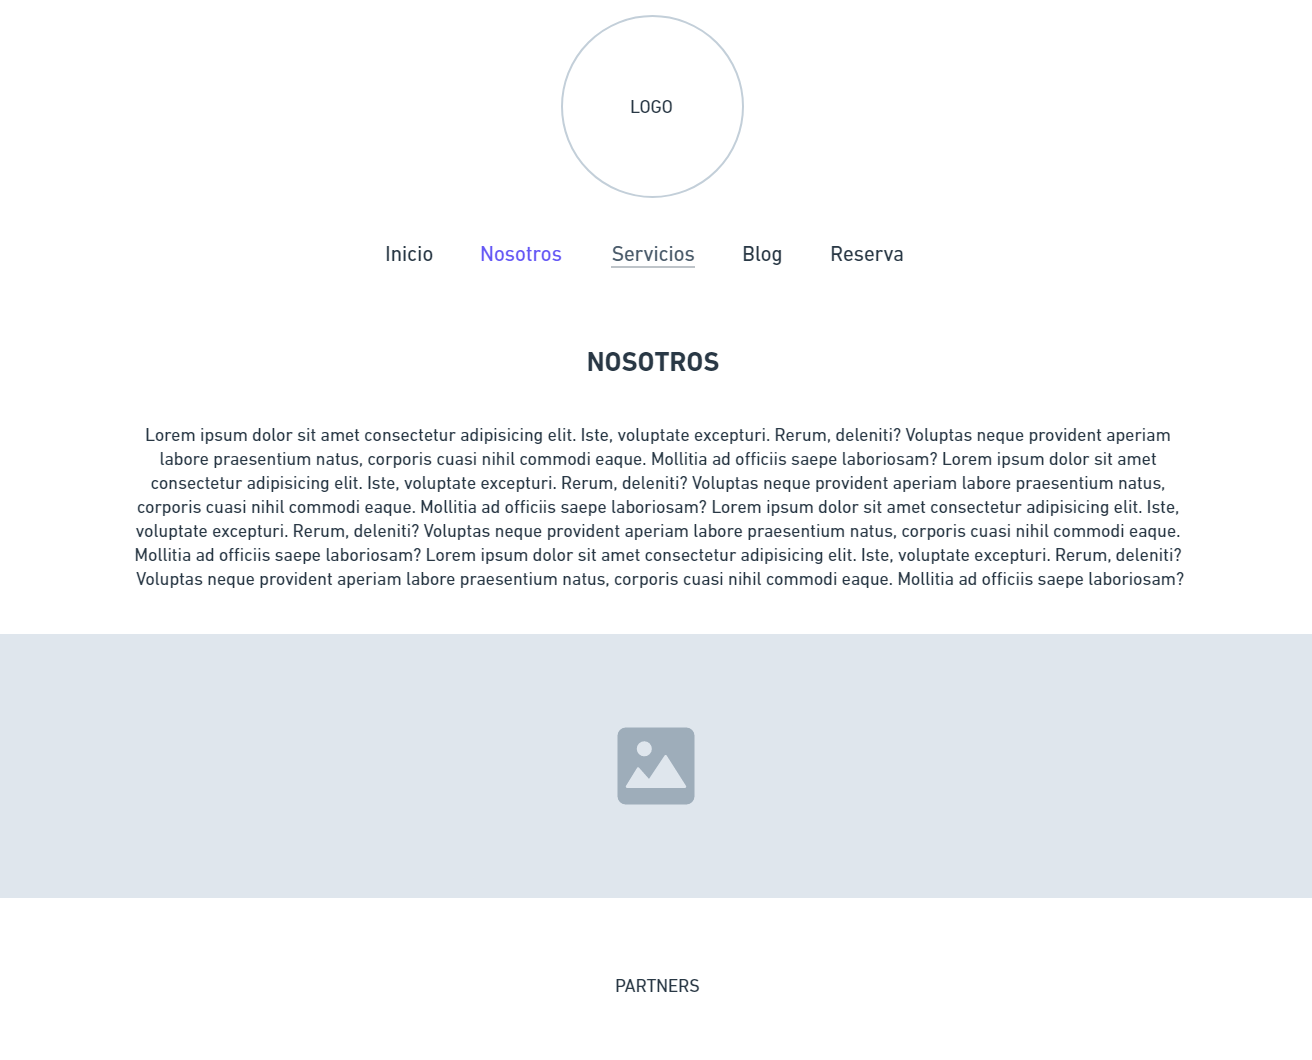 LOGO
Inicio Nosotros Servicios Blog Reserva
NOSOTROS
Lorem ipsum dolor sit amet consectetur adipisicing elit. Iste, voluptate excepturi. Rerum, deleniti? Voluptas neque provident aperiam
labore praesentium natus, corporis cuasi nihil commodi eaque. Mollitia ad officiis saepe laboriosam? Lorem ipsum dolor sit amet
consectetur adipisicing elit. Iste, voluptate excepturi. Rerum, deleniti? Voluptas neque provident aperiam labore praesentium natus,
corporis cuasi nihil commodi eaque. Mollitia ad officiis saepe laboriosam? Lorem ipsum dolor sit amet consectetur adipisicing elit. Iste,
voluptate excepturi. Rerum, deleniti? Voluptas neque provident aperiam labore praesentium natus, corporis cuasi nihil commodi eaque.
Mollitia ad officiis saepe laboriosam? Lorem ipsum dolor sit amet consectetur adipisicing elit. Iste, voluptate excepturi. Rerum, deleniti?
Voluptas neque provident aperiam labore praesentium natus, corporis cuasi nihil commodi eaque. Mollitia ad officiis saepe laboriosam?
PARTNERS